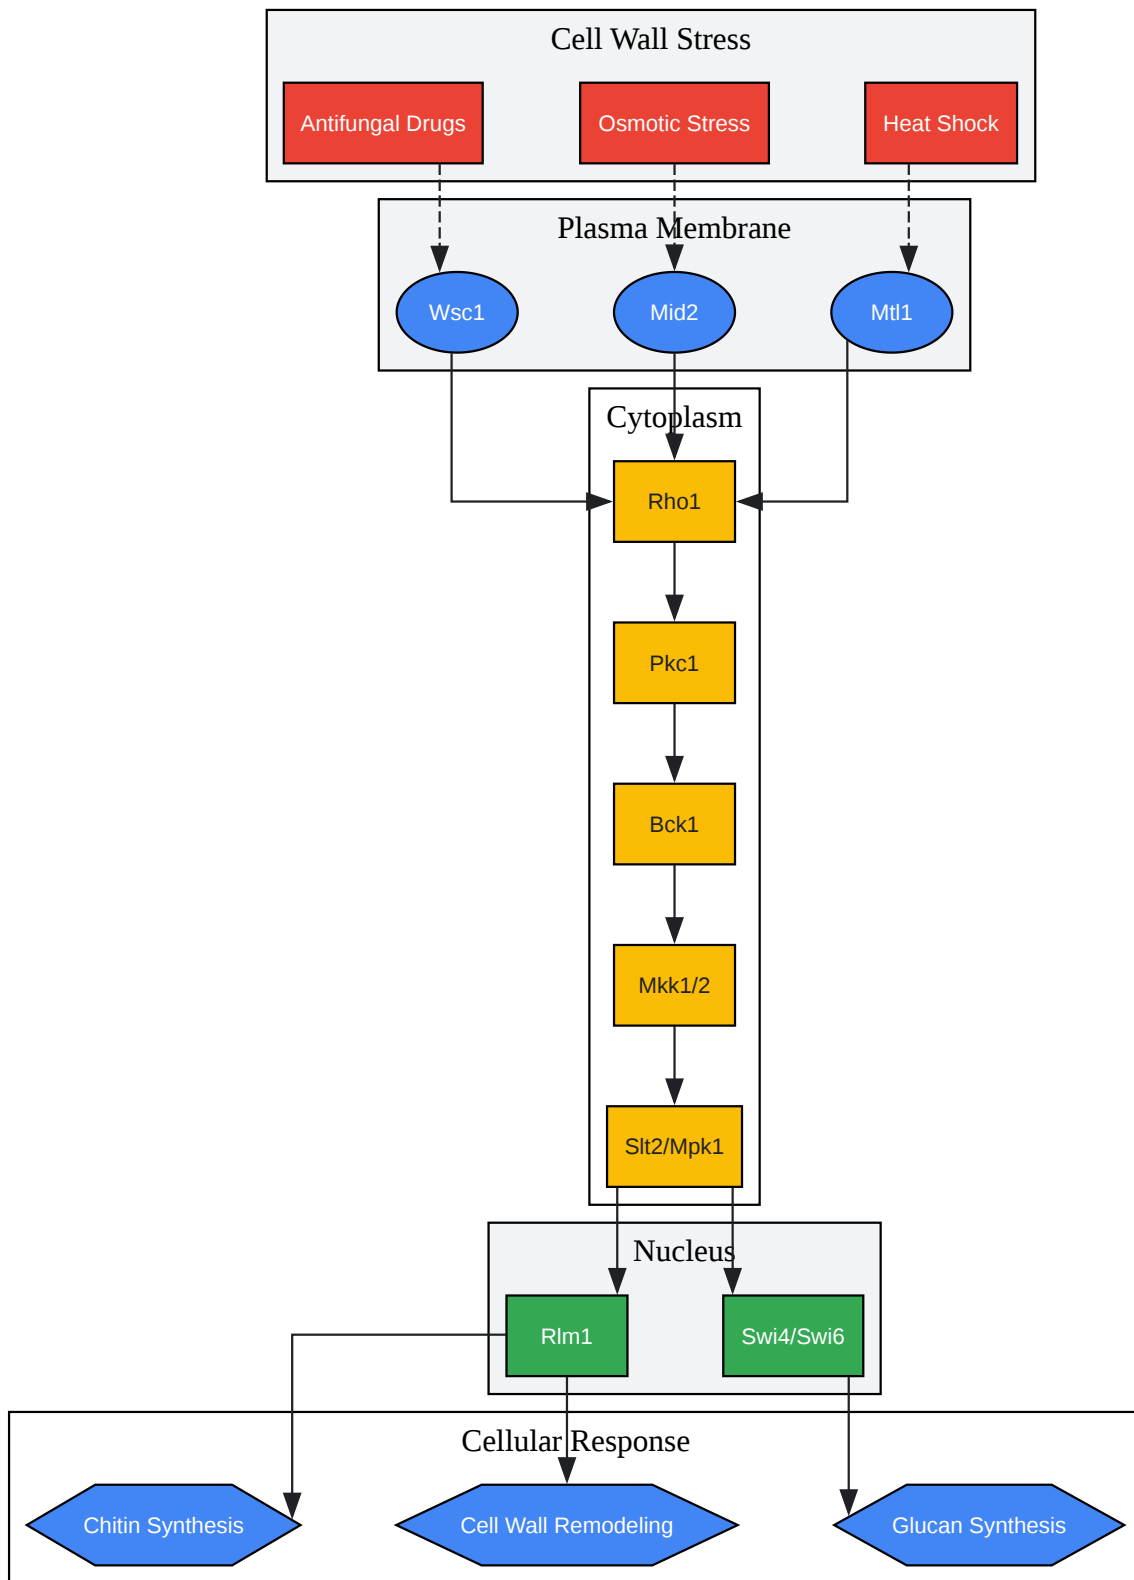 Cell Wall Stress
Antifungal Drugs
Osmotic Stress
Heat Shock
Plasma Membrane
Wsc1
Mid2
Mtl1
Cytoplasm
Rho1
Pkc1
Bck1
Mkk1/2
Slt2/Mpk1
Nucleus
Rlm1
Swi4/Swi6
Cellular Response
Chitin Synthesis
Cell Wall Remodeling
Glucan Synthesis